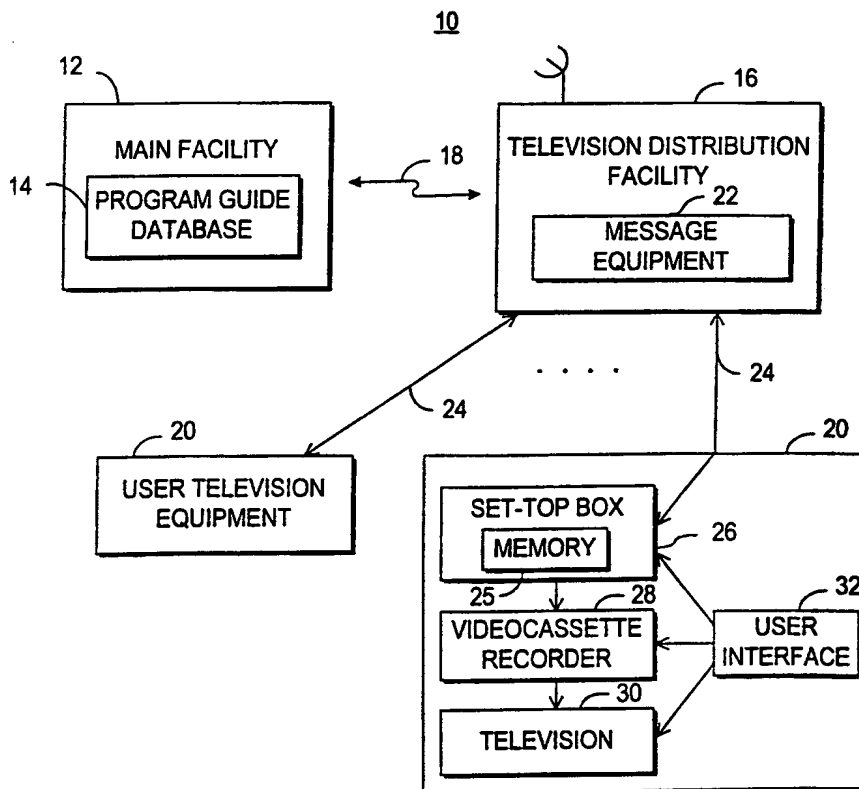 10
12
16
MAIN FACILITY
14
PROGRAM GUIDE
DATABASE
18
TELEVISION DISTRIBUTION
FACILITY
22
MESSAGE
EQUIPMENT
24
24
20
USER TELEVISION
EQUIPMENT
20
SET-TOP BOX
MEMORY
25
26
28
VIDEOCASSETTE
RECORDER
32
USER
INTERFACE
30
TELEVISION